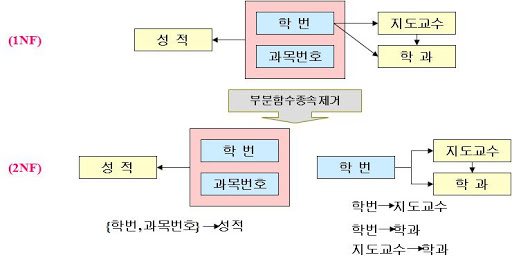 학 번
지도교수
(1NF)
성 적
과목번호
학 과
부분함수종속제거
학 번
지도교수
(2NF)
성 적
학 번
과목번호
학 과
{학번,과목번호}→성적
학번→지도교수
학번→학과
지도교수→학과